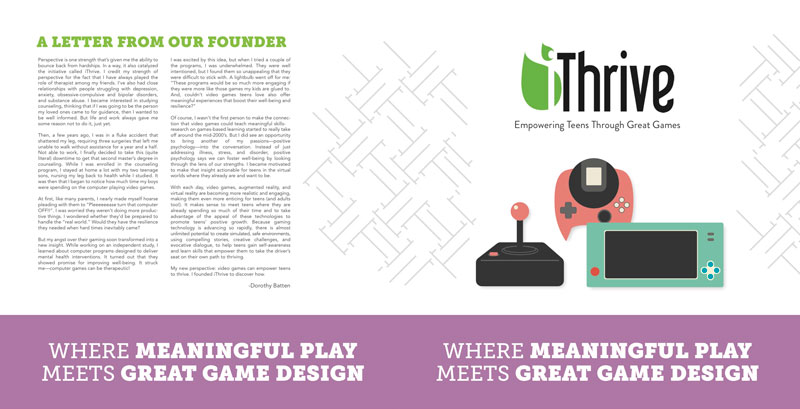 A LETTER FROM OUR FOUNDER
Perspective is one strength that's given me the ability to
bounce back from hardships. In a way, it also catalyzed
the initiative called iThrive. I credit my strength of
perspective for the fact that I have always played the
role of therapist among my friends. I've also had close
relationships with people struggling with depression,
anxiety, obsessive-compulsive and bipolar disorders,
and substance abuse. I became interested in studying
counseling, thinking that if I was going to be the person
my loved ones came to for guidance, then I wanted to
be well informed. But life and work always gave me
some reason not to do it, just yet.
Then, a few years ago, I was in a fluke accident that
shattered my leg, requiring three surgeries that left me
unable to walk without assistance for a year and a half.
Not able to work, I finally decided to take this (quite
literal) downtime to get that second master's degree in
counseling. While I was enrolled in the counseling
program, I stayed at home a lot with my two teenage
sons, nursing my leg back to health while I studied. It
was then that I began to notice how much time my boys
were spending on the computer playing video games.
At first, like many parents, I nearly made myself hoarse
pleading with them to "Pleeeeease turn that computer
OFF!" I was worried they weren't doing more produc-
tive things. I wondered whether they'd be prepared to
handle the "real world." Would they have the resilience
they needed when hard times inevitably came?
But my angst over their gaming soon transformed into a
new insight. While working on an independent study, I
learned about computer programs designed to deliver
mental health interventions. It turned out that they
showed promise for improving well-being. It struck
me—computer games can be therapeutic!
I was excited by this idea, but when I tried a couple of
the programs, I was underwhelmed. They were well
intentioned, but I found them so unappealing that they
were difficult to stick with. A lightbulb went off for me:
"These programs would be so much more engaging if
they were more like those games my kids are glued to.
And, couldn't video games teens love also offer
meaningful experiences that boost their well-being and
resilience?"
Of course, I wasn't the first person to make the connec-
tion that video games could teach meaningful skills-
research on games-based learning started to really take
off around the mid-2000's. But I did see an opportunity
to bring another of my passions—positive
psychology—into the conversation. Instead of just
addressing illness, stress, and disorder, positive
psychology says we can foster well-being by looking
through the lens of our strengths. I became motivated
to make that insight actionable for teens in the virtual
worlds where they already are and want to be.
With each day, video games, augmented reality, and
virtual reality are becoming more realistic and engaging,
making them even more enticing for teens (and adults
too!). It makes sense to meet teens where they are
already spending so much of their time and to take
advantage of the appeal of these technologies to
promote teens' positive growth. Because gaming
technology is advancing so rapidly, there is almost
unlimited potential to create simulated, safe environments,
using compelling stories, creative challenges, and
evocative dialogue, to help teens gain self-awareness
and learn skills that empower them to take the driver's
seat on their own path to thriving.
My new perspective: video games can empower teens
to thrive. I founded iThrive to discover how.
-Dorothy Batten
WHERE MEANINGFUL PLAY
MEETS GREAT GAME DESIGN
iThrive
Empowering Teens Through Great Games
WHERE MEANINGFUL PLAY
MEETS GREAT GAME DESIGN